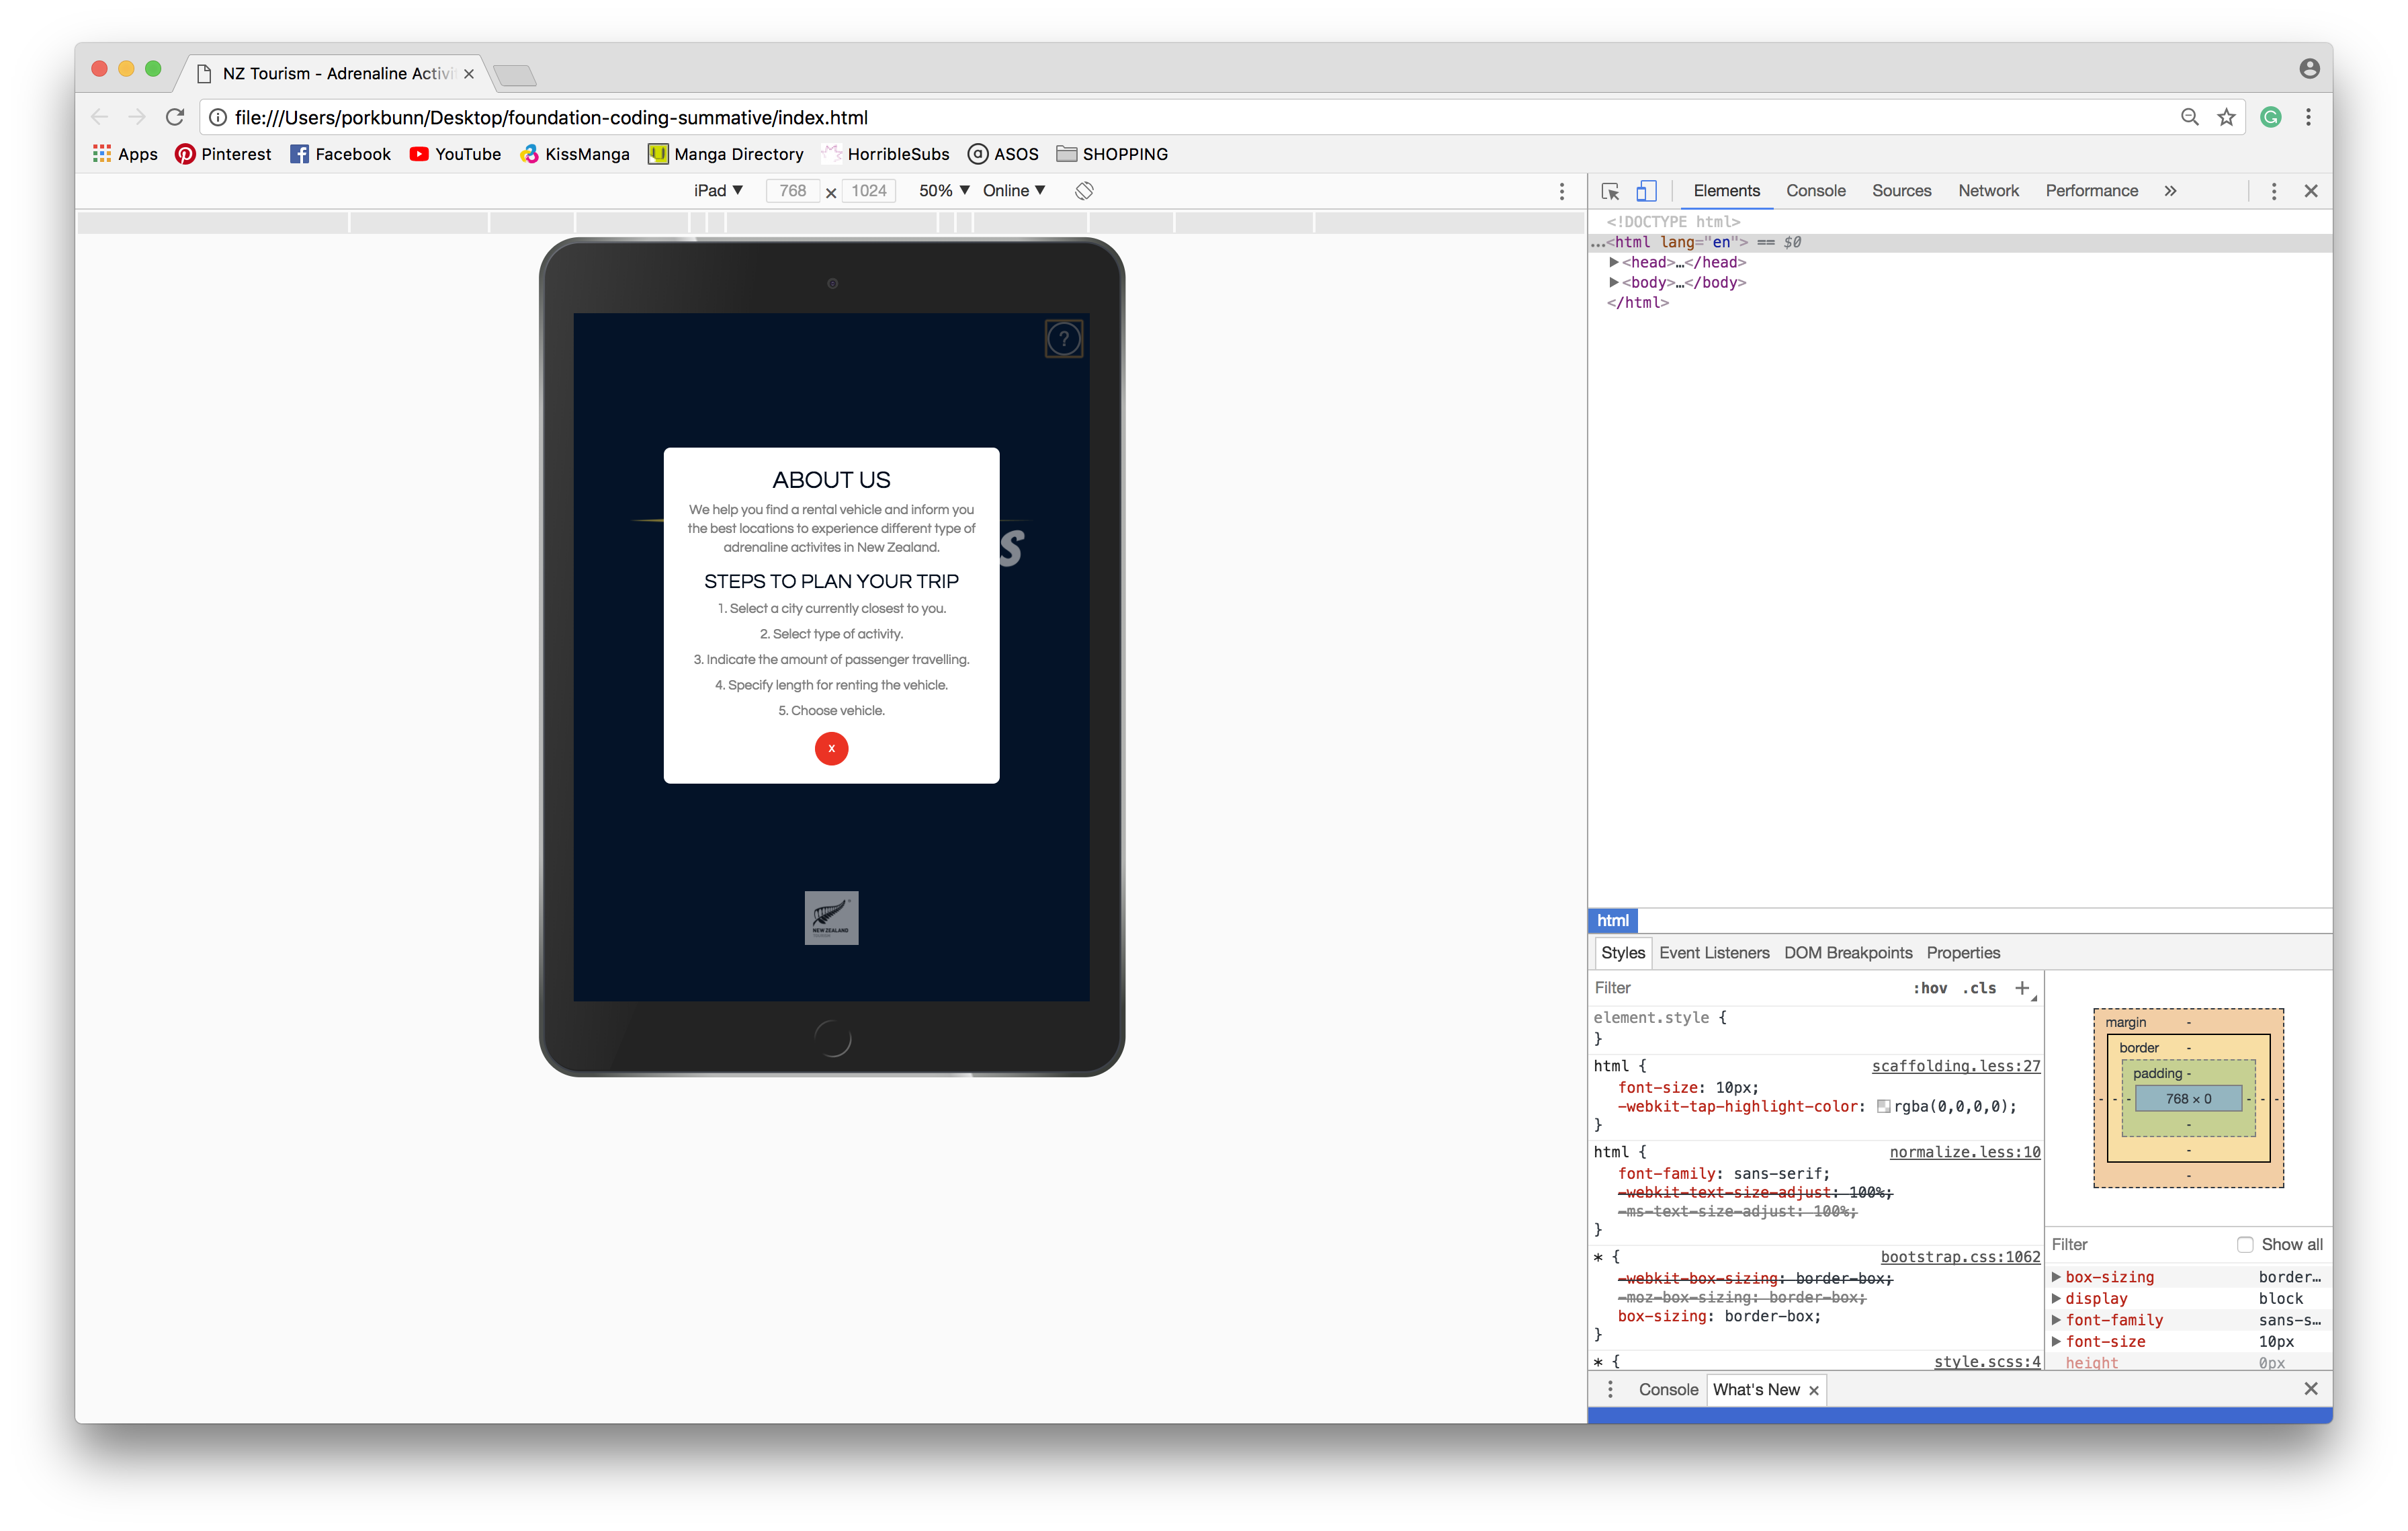 NZ Tourism - Adrenaline Activi
file:///Users/porkbunn/Desktop/foundation-coding-summative/index.html
Apps Pinterest Facebook YouTube KissManga Manga Directory HorribleSubs ASOS SHOPPING
iPad 768 x 1024 50% Online
?
ABOUT US
We help you find a rental vehicle and inform you
the best locations to experience different type of
adrenaline activites in New Zealand.
S
STEPS TO PLAN YOUR TRIP
1. Select a city currently closest to you.
2. Select type of activity.
3. Indicate the amount of passenger travelling.
4. Specify length for renting the vehicle.
5. Choose vehicle.
x
NEW ZEALAND
Elements Console Sources Network Performance »
<!DOCTYPE html>
...<html lang="en"> == $0
<head>…</head>
<body>…</body>
</html>
html
Styles Event Listeners DOM Breakpoints Properties
Filter :hov .cls +
element.style {
}
html { scaffolding.less:27
font-size: 10px;
-webkit-tap-highlight-color: rgba(0,0,0,0);
}
html { normalize.less:10
font-family: sans-serif;
-webkit-text-size-adjust: 100%;
-ms-text-size-adjust: 100%;
}
* { bootstrap.css:1062
-webkit-box-sizing: border-box;
-moz-box-sizing: border-box;
box-sizing: border-box;
}
* { style.scss:4
margin -
border -
padding -
- - - 768 × 0 - - -
-
-
-
Filter Show all
box-sizing border…
display block
font-family sans-s…
font-size 10px
height 0px
Console What's New ×